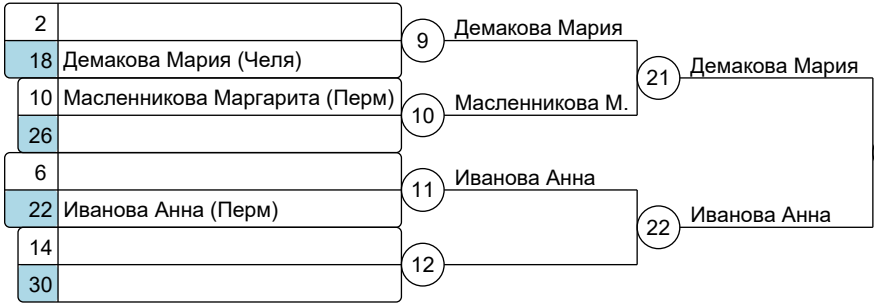 2
18 Демакова Мария (Челя)
10 Масленникова Маргарита (Перм)
26
6
22 Иванова Анна (Перм)
14
30
9
10
11
12
Демакова Мария
Масленникова М.
Иванова Анна
21
22
Демакова Мария
Иванова Анна